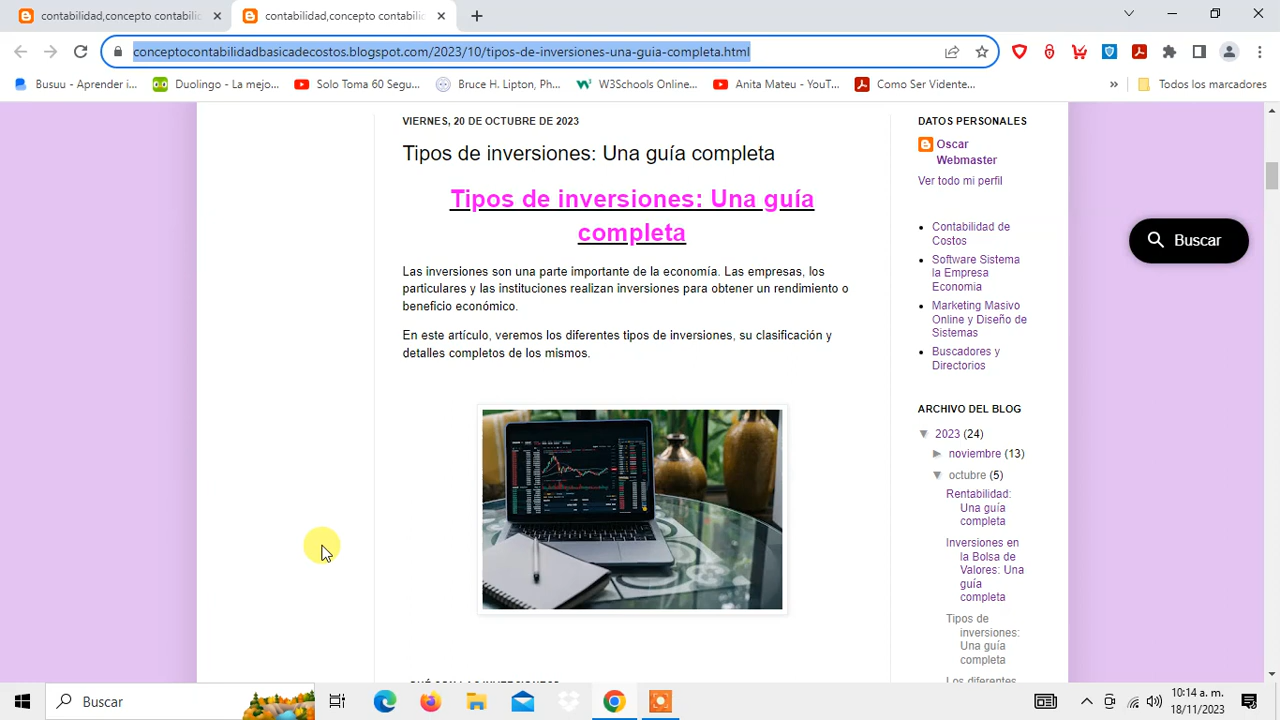 contabilidad,concepto contabilid
contabilidad,concepto contabilid
conceptocontabilidadbasicadecostos.blogspot.com/2023/10/tipos-de-inversiones-una-guia-completa.html
Busuu - Aprender i...
Duolingo - La mejo...
Solo Toma 60 Segu...
Bruce H. Lipton, Ph...
W3Schools Online...
Anita Mateu - YouT...
Como Ser Vidente...
»
Todos los marcadores
VIERNES, 20 DE OCTUBRE DE 2023
Tipos de inversiones: Una guía completa
Tipos de inversiones: Una guía
completa
Las inversiones son una parte importante de la economía. Las empresas, los
particulares y las instituciones realizan inversiones para obtener un rendimiento o
beneficio económico.
En este artículo, veremos los diferentes tipos de inversiones, su clasificación y
detalles completos de los mismos.
DATOS PERSONALES
Oscar
Webmaster
Ver todo mi perfil
Contabilidad de
Costos
Software Sistema
la Empresa
Economia
Marketing Masivo
Online y Diseño de
Sistemas
Buscadores y
Directorios
ARCHIVO DEL BLOG
▼ 2023 (24)
► noviembre (13)
▼ octubre (5)
Rentabilidad:
Una guía
completa
Inversiones en
la Bolsa de
Valores: Una
guía
completa
Tipos de
inversiones:
Una guía
completa
Los diferentes
Buscar
Buscar
10:14 a. m.
18/11/2023